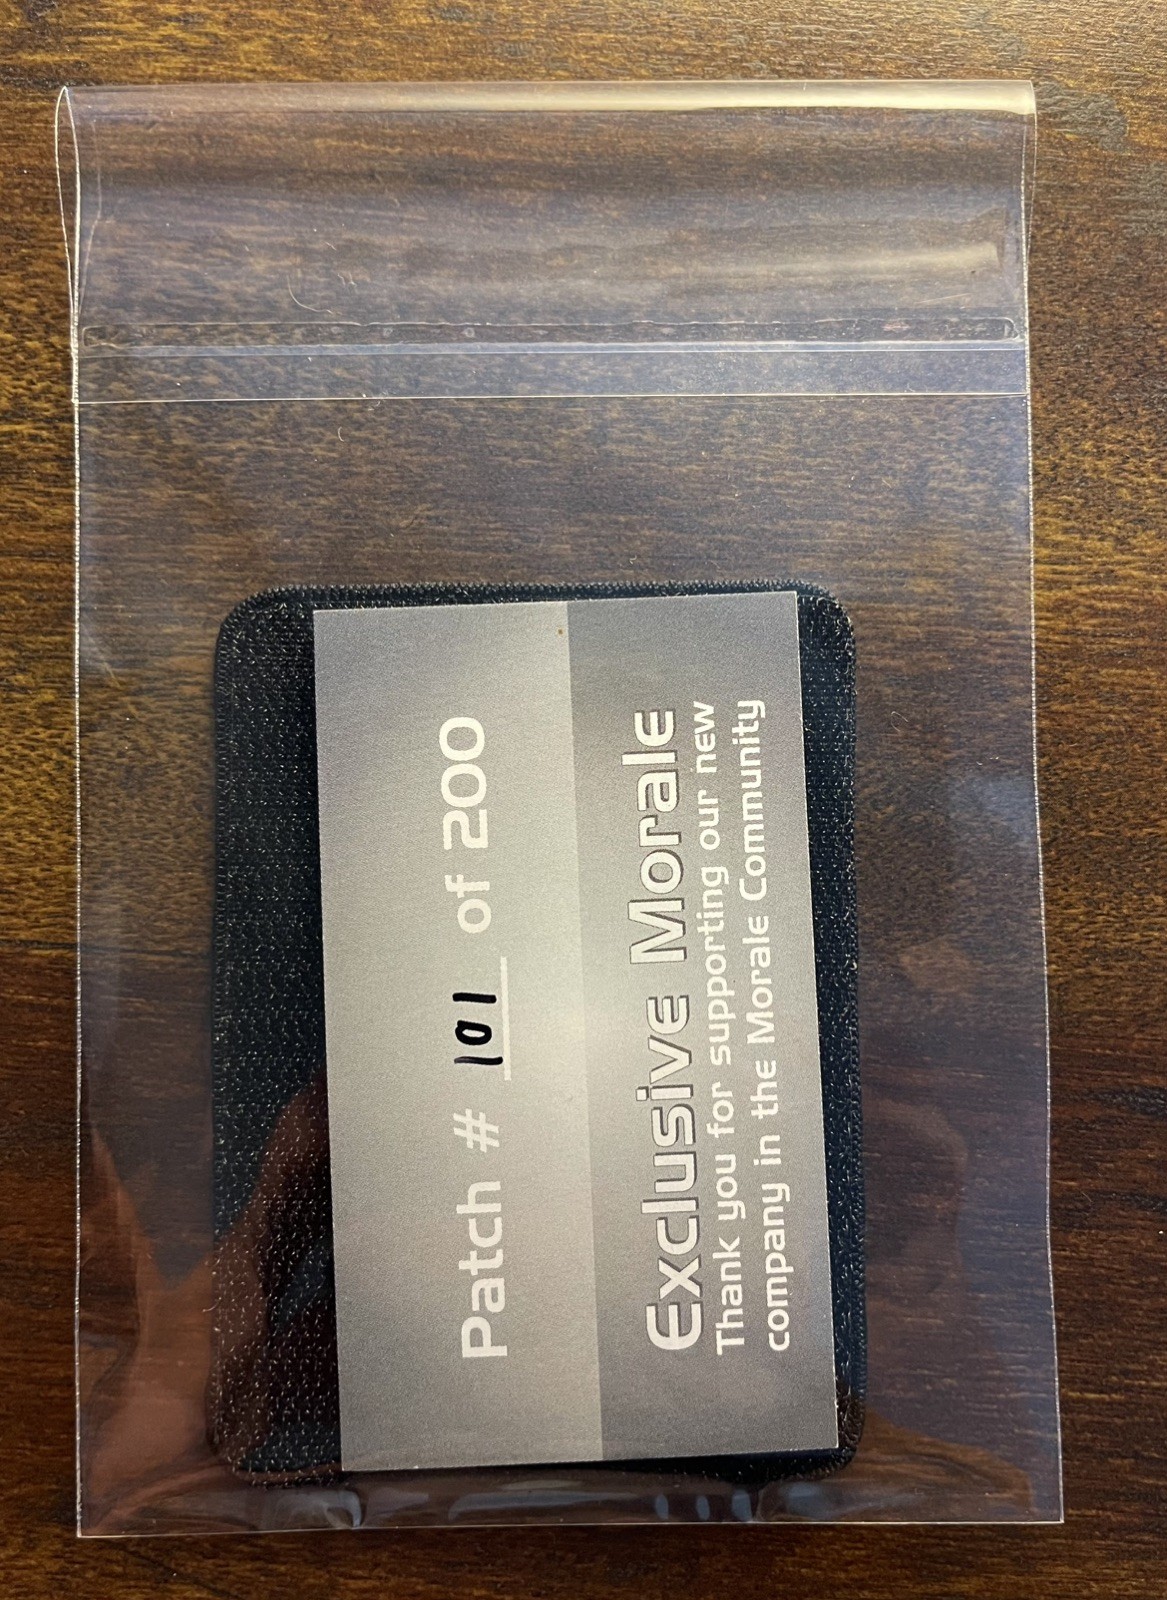 Patch # 101 of 200
Exclusive Morale
Thank you for supporting our new
company in the Morale Community